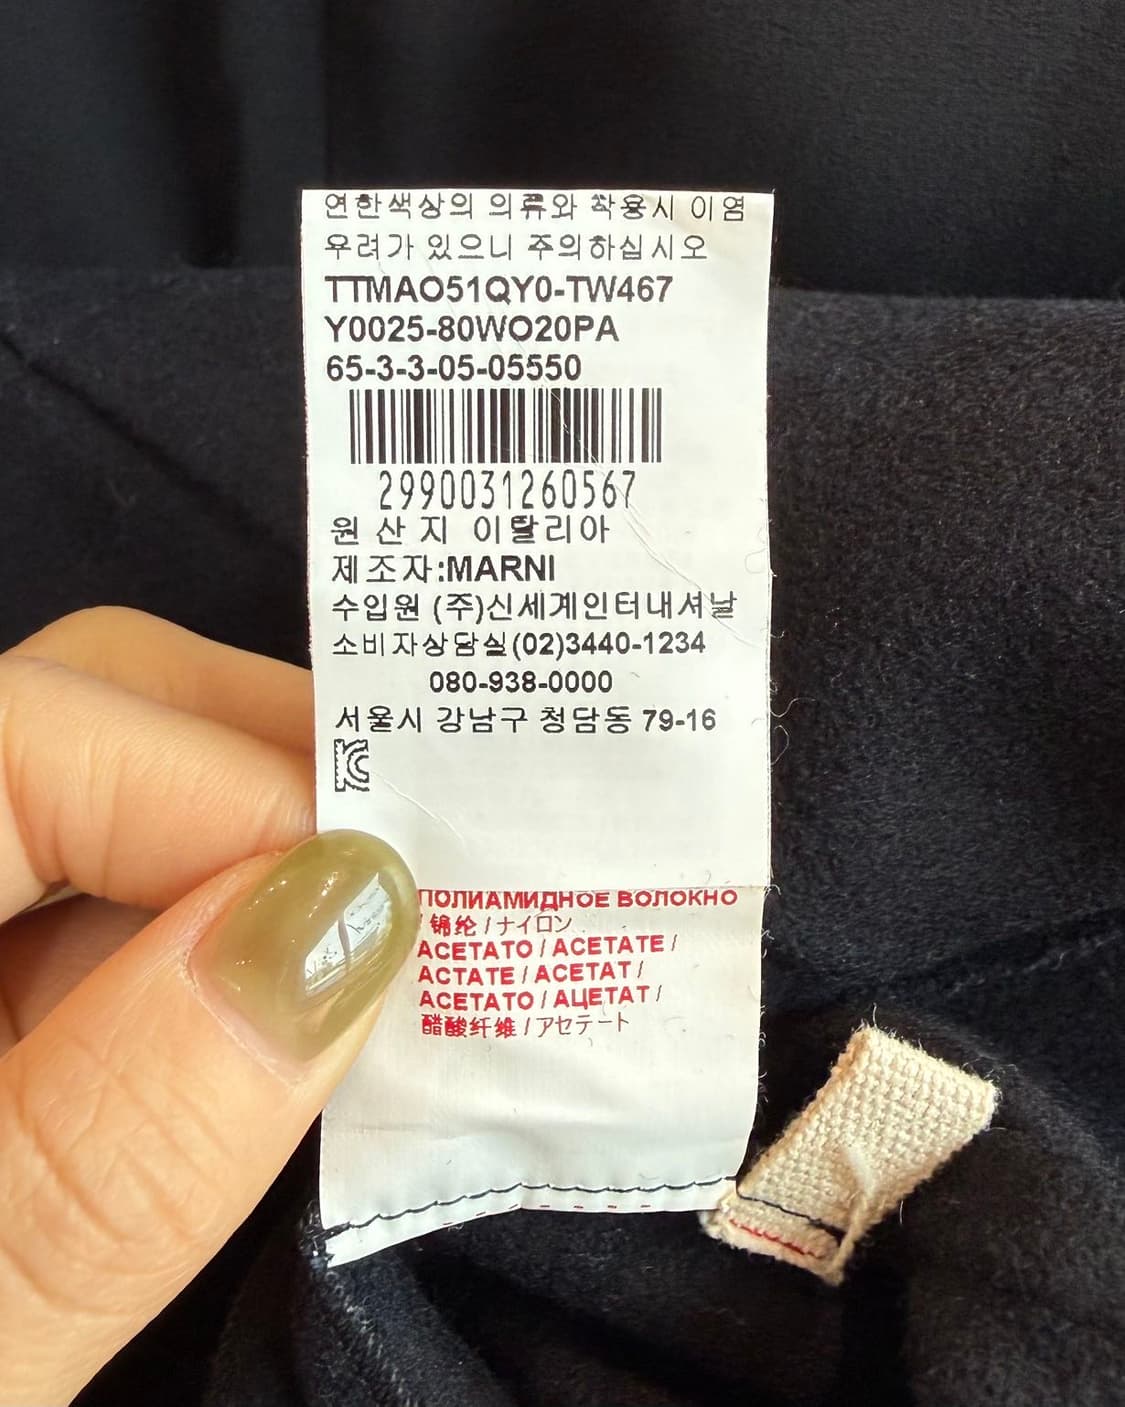 연한색상의 의류와 착용시 이염
우려가 있으니 주의하십시오
TTMAO51QY0-TW467
Y0025-80WO20PA
65-3-3-05-05550
2990031260567
원산지 이탈리아
제조자:MARNI
수입원 (주)신세계인터내셔날
소비자상담실(02)3440-1234
080-938-0000
서울시 강남구 청담동 79-16
KC
ПОЛИАМИДНОЕ ВОЛОКНО
/ 锦纶 / ナイロン
ACETATO / ACETATE /
ACTATE / ACETAT /
ACETATO / АЦЕТАТ /
醋酸纤维 / アセテート